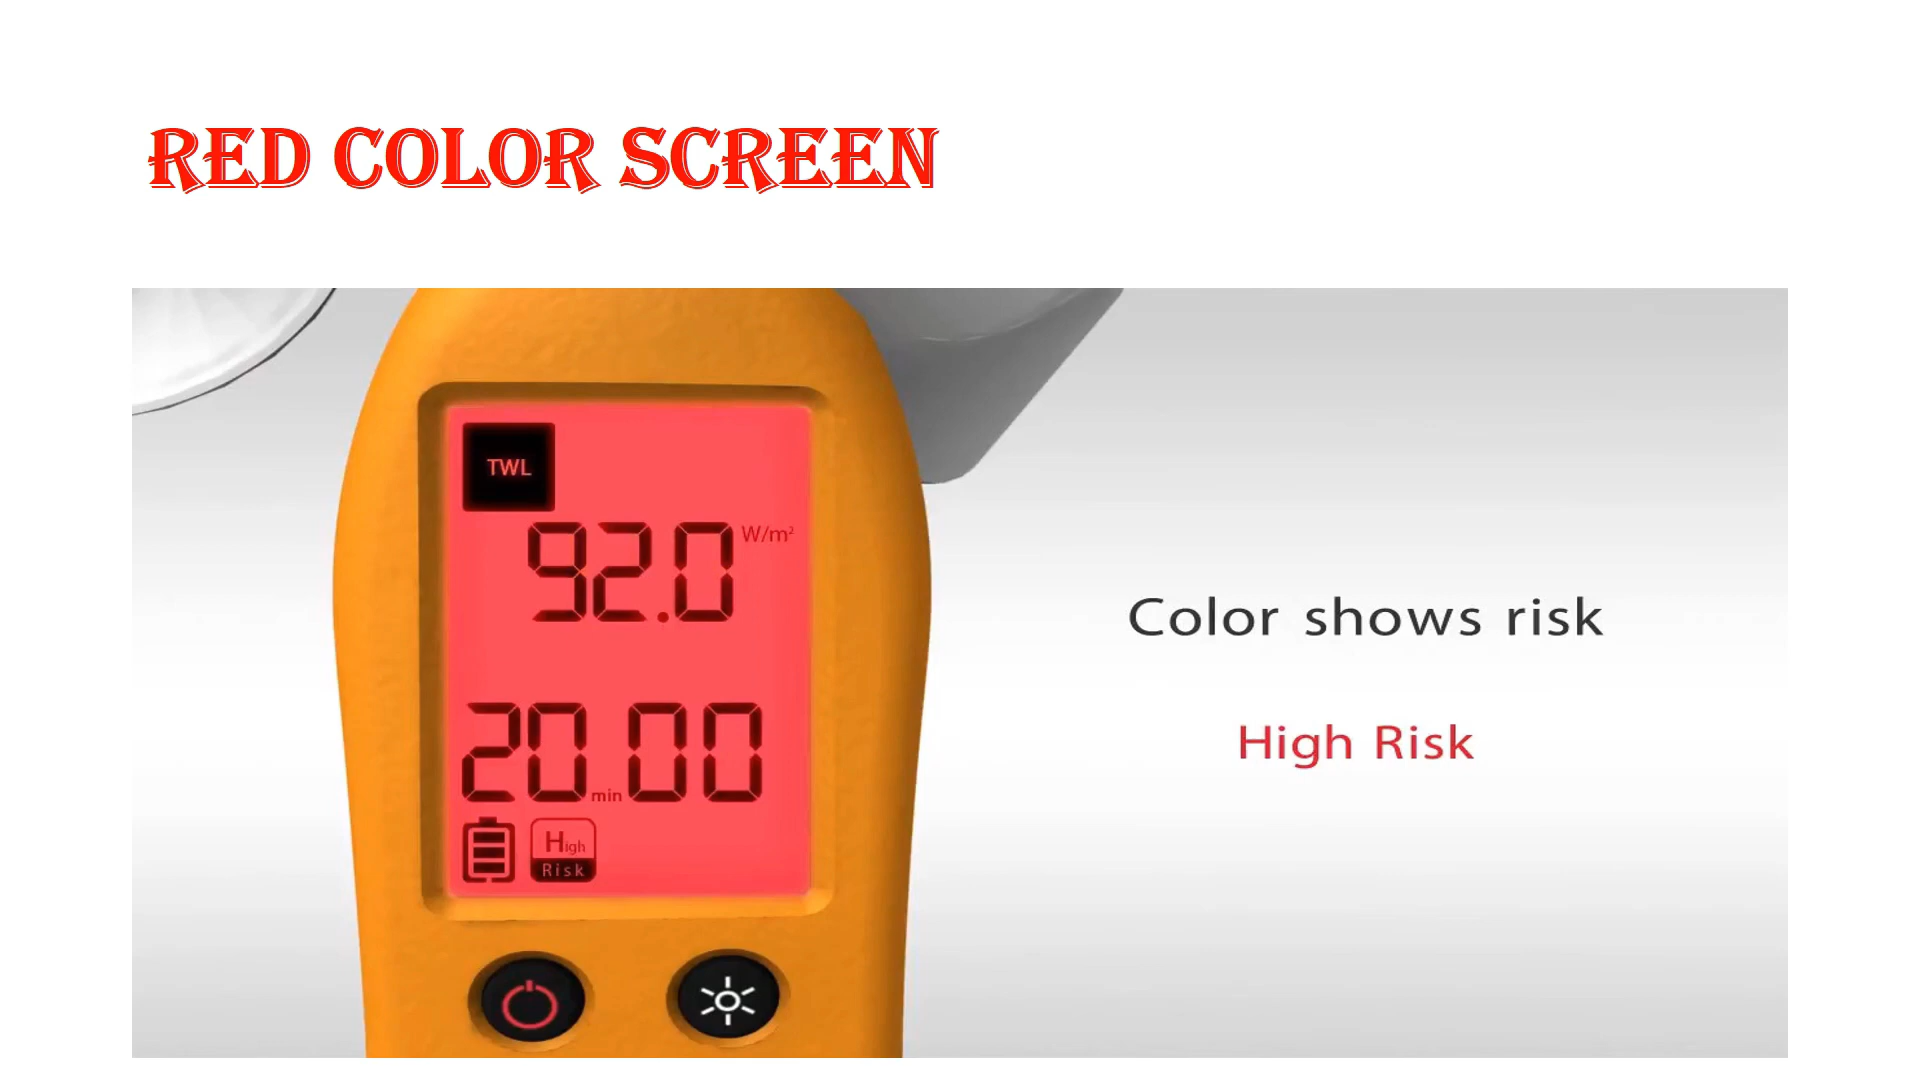 RED COLOR SCREEN
TWL
92.0 W/m²
20 min 00
High
Risk
Color shows risk
High Risk